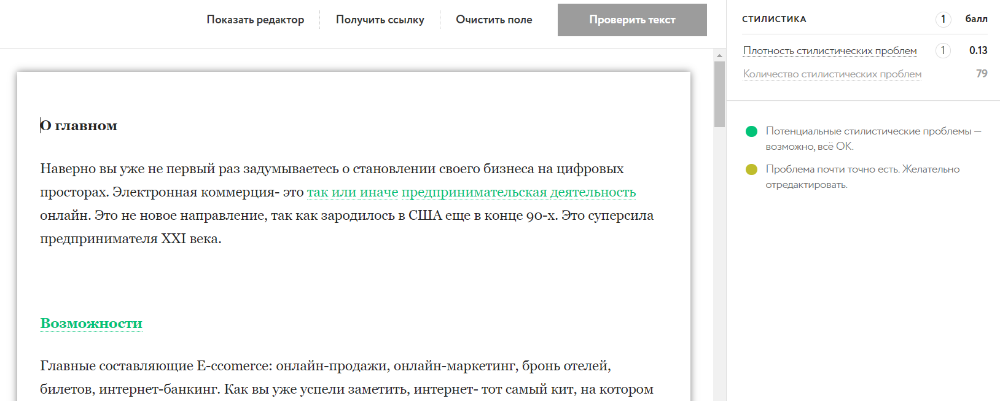 Показать редактор
Получить ссылку
Очистить поле
Проверить текст
О главном
Наверно вы уже не первый раз задумываетесь о становлении своего бизнеса на цифровых
просторах. Электронная коммерция- это так или иначе предпринимательская деятельность
онлайн. Это не новое направление, так как зародилось в США еще в конце 90-х. Это суперсила
предпринимателя XXI века.
Возможности
Главные составляющие E-ccomerce: онлайн-продажи, онлайн-маркетинг, бронь отелей,
билетов, интернет-банкинг. Как вы уже успели заметить, интернет- тот самый кит, на котором
СТИЛИСТИКА 1 балл
Плотность стилистических проблем 1 0.13
Количество стилистических проблем 79
Потенциальные стилистические проблемы —
возможно, всё ОК.
Проблема почти точно есть. Желательно
отредактировать.